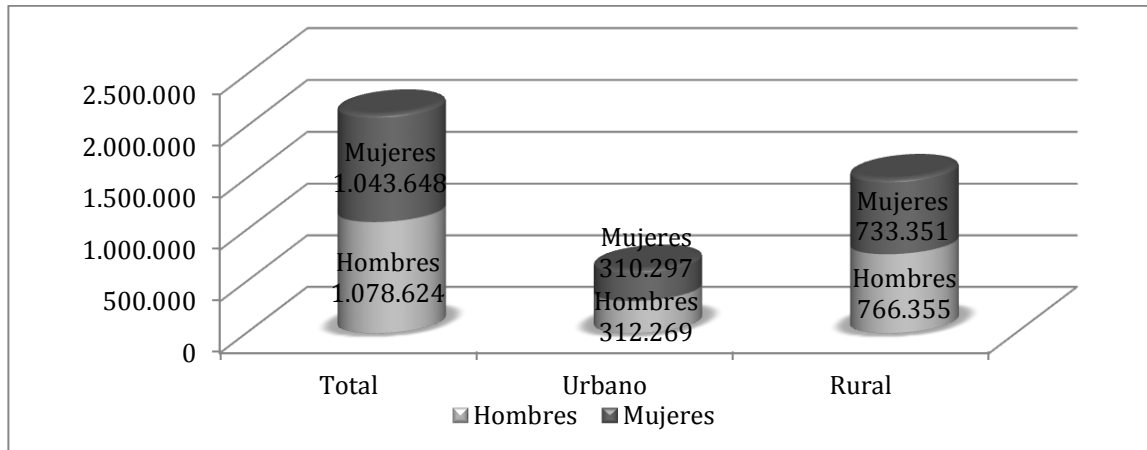 2.500.000
2.000.000
1.500.000
1.000.000
500.000
0
Mujeres
1.043.648
Hombres
1.078.624
Mujeres
310.297
Hombres
312.269
Mujeres
733.351
Hombres
766.355
Total
Urbano
Rural
Hombres
Mujeres